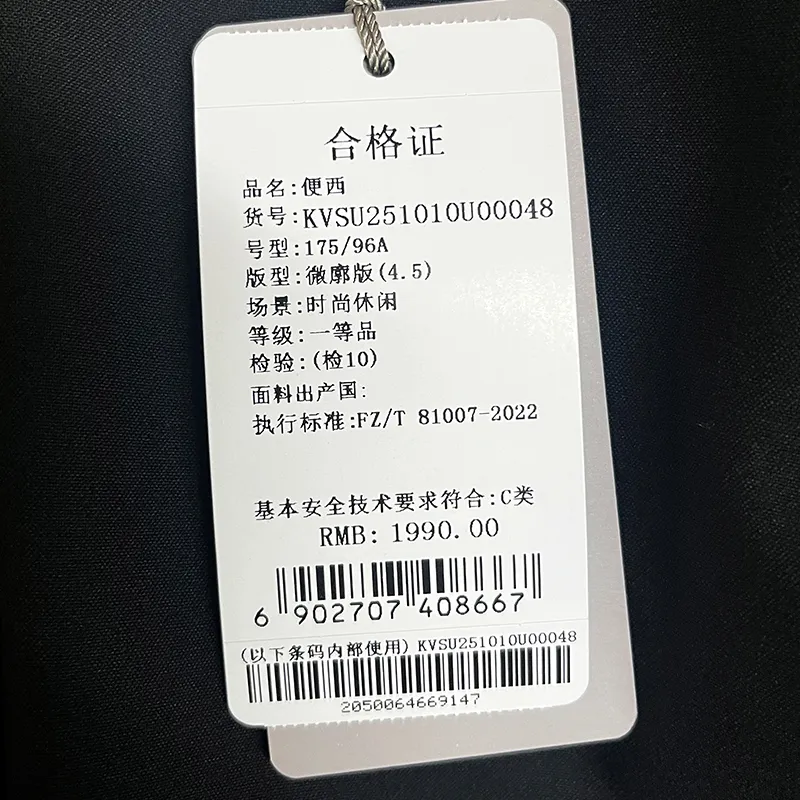 合格证
品名:便西
货号:KVSU251010U00048
号型:175/96A
版型:微廓版(4.5)
场景:时尚休闲
等级:一等品
检验:(检10)
面料出产国:
执行标准:FZ/T 81007-2022
基本安全技术要求符合:C类
RMB: 1990.00
6 902707 408667
(以下条码内部使用) KVSU251010U00048
2050064669147